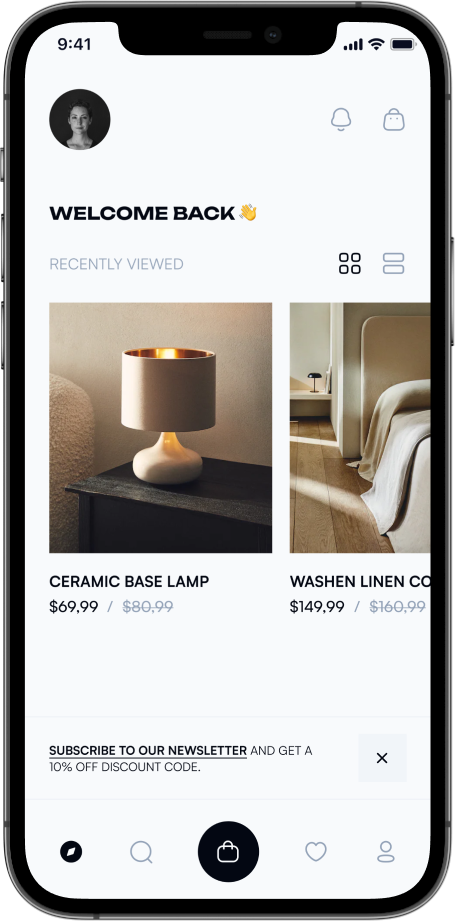 9:41
WELCOME BACK 👋
RECENTLY VIEWED
CERAMIC BASE LAMP
$69,99 / $80,99
WASHEN LINEN CO
$149,99 / $160,99
SUBSCRIBE TO OUR NEWSLETTER AND GET A
10% OFF DISCOUNT CODE.